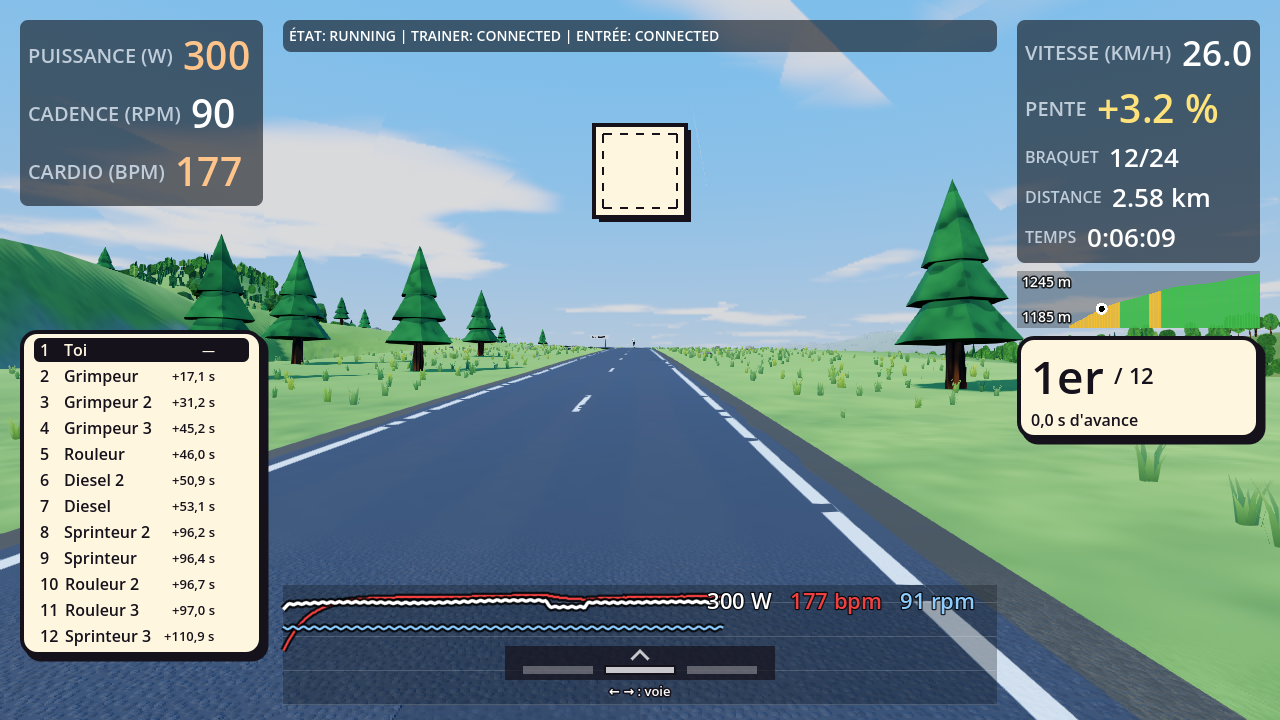 PUISSANCE (W) 300
CADENCE (RPM) 90
CARDIO (BPM) 177
ÉTAT: RUNNING | TRAINER: CONNECTED | ENTRÉE: CONNECTED
VITESSE (KM/H) 26.0
PENTE +3.2 %
BRAQUET 12/24
DISTANCE 2.58 km
TEMPS 0:06:09
1245 m
1185 m
1er / 12
0,0 s d'avance
1 Toi —
2 Grimpeur +17,1 s
3 Grimpeur 2 +31,2 s
4 Grimpeur 3 +45,2 s
5 Rouleur +46,0 s
6 Diesel 2 +50,9 s
7 Diesel +53,1 s
8 Sprinteur 2 +96,2 s
9 Sprinteur +96,4 s
10 Rouleur 2 +96,7 s
11 Rouleur 3 +97,0 s
12 Sprinteur 3 +110,9 s
300 W 177 bpm 91 rpm
← → : voie